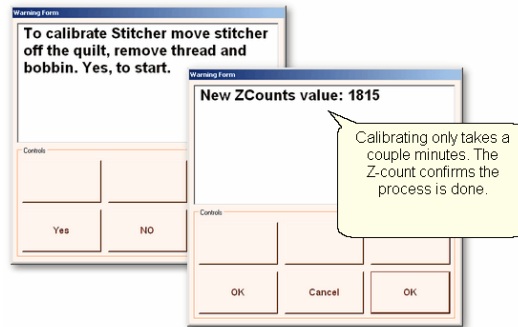 Warning Form
To calibrate Stitcher move stitcher
off the quilt, remove thread and
bobbin. Yes, to start.
Controls
Yes
NO
Warning Form
New ZCounts value: 1815
Controls
OK
Cancel
OK
Calibrating only takes a
couple minutes. The
Z-count confirms the
process is done.